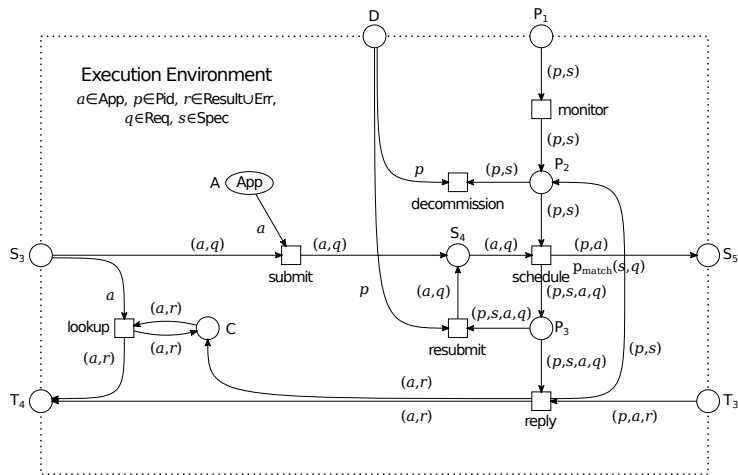 D
P1
Execution Environment
a∈App, p∈Pid, r∈Result∪Err,
q∈Req, s∈Spec
(p,s)
monitor
(p,s)
A
App
p
(p,s)
P2
decommission
a
(p,s)
S3
(a,q)
(a,q)
S4
(a,q)
(p,a)
S5
submit
schedule
pmatch(s,q)
a
p
(a,q)
(p,s,a,q)
(a,r)
lookup
C
(p,s,a,q)
P3
(a,r)
resubmit
(a,r)
(p,s)
(p,s,a,q)
(a,r)
T4
T3
(a,r)
(p,a,r)
reply